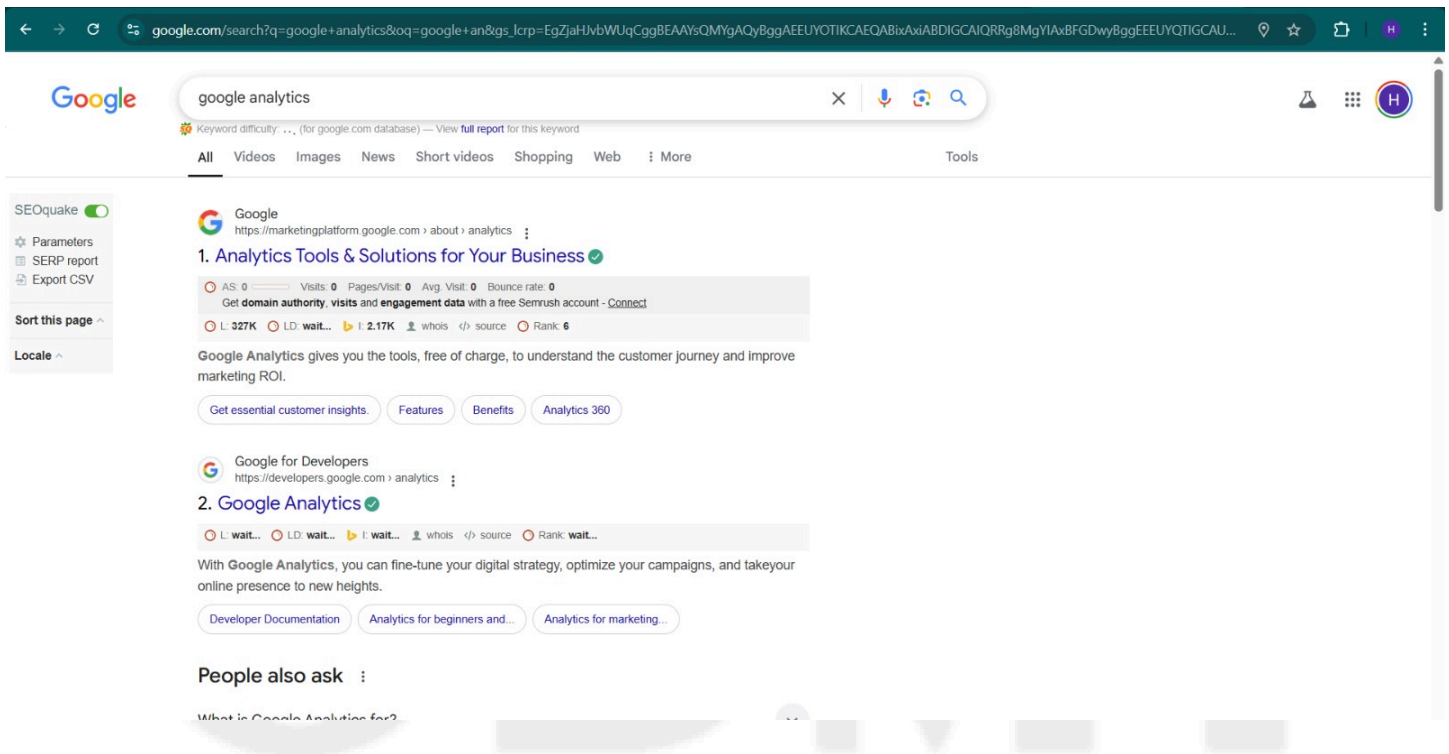 google.com/search?q=google+analytics&oq=google+an&gs_lcrp=EgZjaHJvbWUqCggBEAAYsQMYgAQyBggAEEUYOTIKCAEQABixAxiABDIGCAIQRRg8MgYIAxBFGDwyBggEEEUYQTIGCAU...
H
Google
google analytics
H
Keyword difficulty: .., (for google.com database) — View full report for this keyword
All Videos Images News Short videos Shopping Web More Tools
SEOquake
Parameters
SERP report
Export CSV
Sort this page
Locale
Google
https://marketingplatform.google.com › about › analytics
1. Analytics Tools & Solutions for Your Business
AS: 0 Visits: 0 Pages/Visit: 0 Avg. Visit: 0 Bounce rate: 0
Get domain authority, visits and engagement data with a free Semrush account - Connect
L: 327K LD: wait... I: 2.17K whois </> source Rank: 6
Google Analytics gives you the tools, free of charge, to understand the customer journey and improve
marketing ROI.
Get essential customer insights. Features Benefits Analytics 360
Google for Developers
https://developers.google.com › analytics
2. Google Analytics
L: wait... LD: wait... I: wait... whois </> source Rank: wait...
With Google Analytics, you can fine-tune your digital strategy, optimize your campaigns, and takeyour
online presence to new heights.
Developer Documentation Analytics for beginners and... Analytics for marketing...
People also ask
What is Google Analytics for?